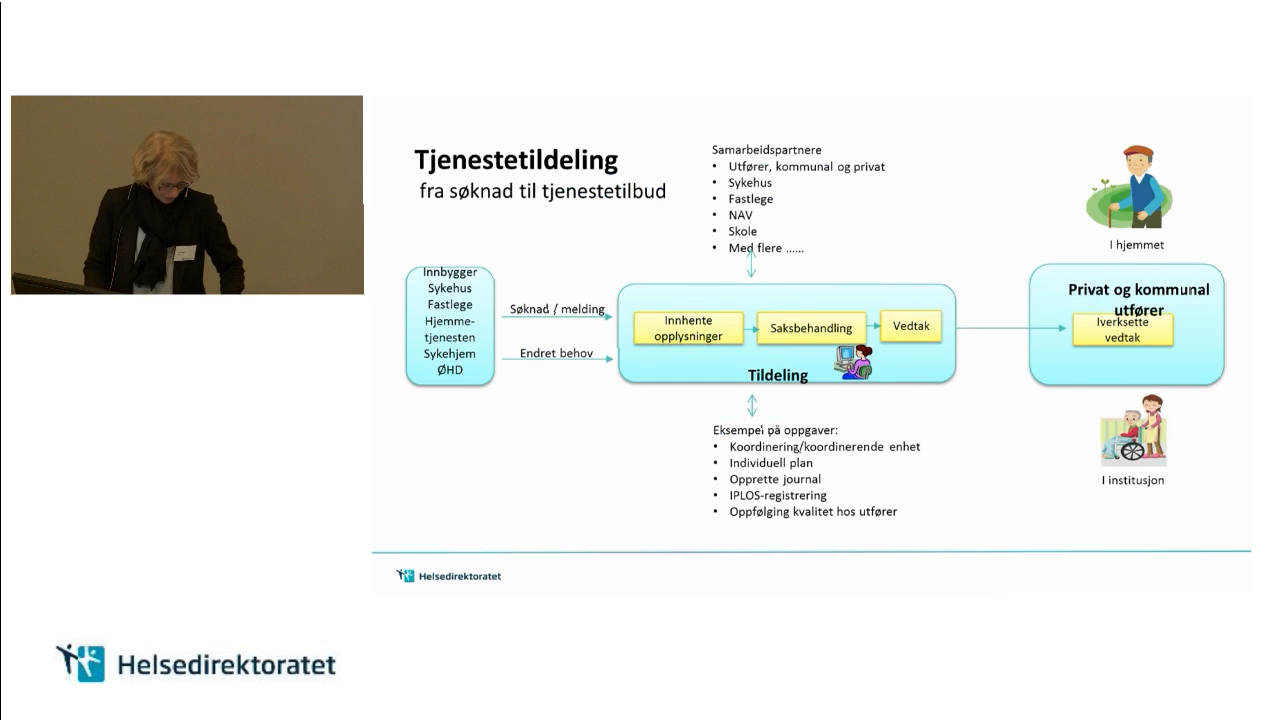 Tjenestetildeling
fra søknad til tjenestetilbud
Samarbeidspartnere
• Utfører, kommunal og privat
• Sykehus
• Fastlege
• NAV
• Skole
• Med flere ......
I hjemmet
Innbygger
Sykehus
Fastlege
Hjemme-
tjenesten
Sykehjem
ØHD
Søknad / melding
Endret behov
Innhente
opplysninger
Saksbehandling
Vedtak
Tildeling
Privat og kommunal
utfører
Iverksette
vedtak
Eksempel på oppgaver:
• Koordinering/koordinerende enhet
• Individuell plan
• Opprette journal
• IPLOS-registrering
• Oppfølging kvalitet hos utfører
I institusjon
Helsedirektoratet
Helsedirektoratet